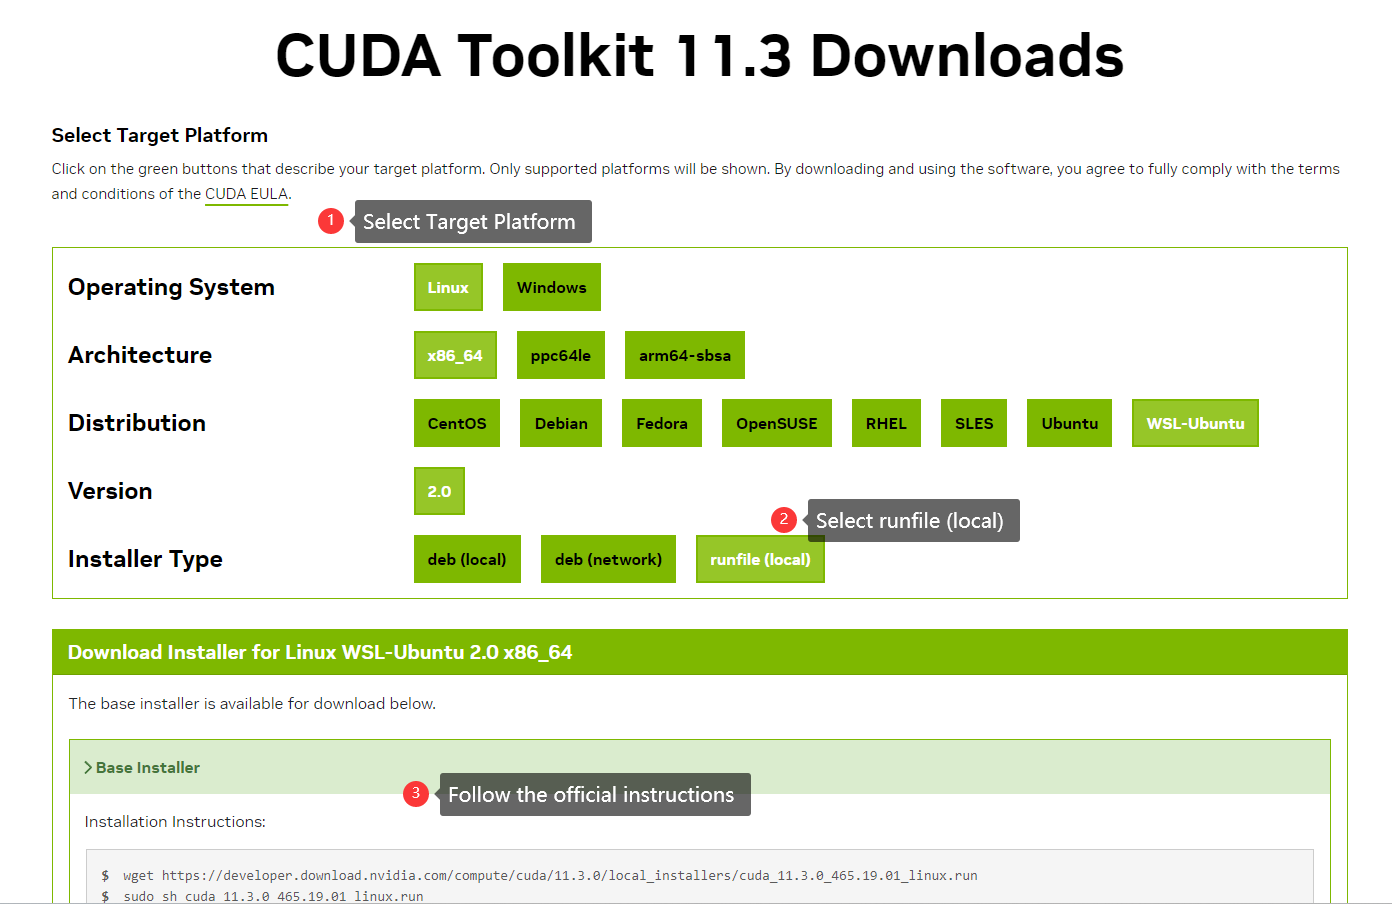 CUDA Toolkit 11.3 Downloads
Select Target Platform
Click on the green buttons that describe your target platform. Only supported platforms will be shown. By downloading and using the software, you agree to fully comply with the terms
and conditions of the CUDA EULA.
1 Select Target Platform
Operating System Linux Windows
Architecture x86_64 ppc64le arm64-sbsa
Distribution CentOS Debian Fedora OpenSUSE RHEL SLES Ubuntu WSL-Ubuntu
Version 2.0
2 Select runfile (local)
Installer Type deb (local) deb (network) runfile (local)
Download Installer for Linux WSL-Ubuntu 2.0 x86_64
The base installer is available for download below.
Base Installer
3 Follow the official instructions
Installation Instructions:
$ wget https://developer.download.nvidia.com/compute/cuda/11.3.0/local_installers/cuda_11.3.0_465.19.01_linux.run
$ sudo sh cuda_11.3.0_465.19.01_linux.run